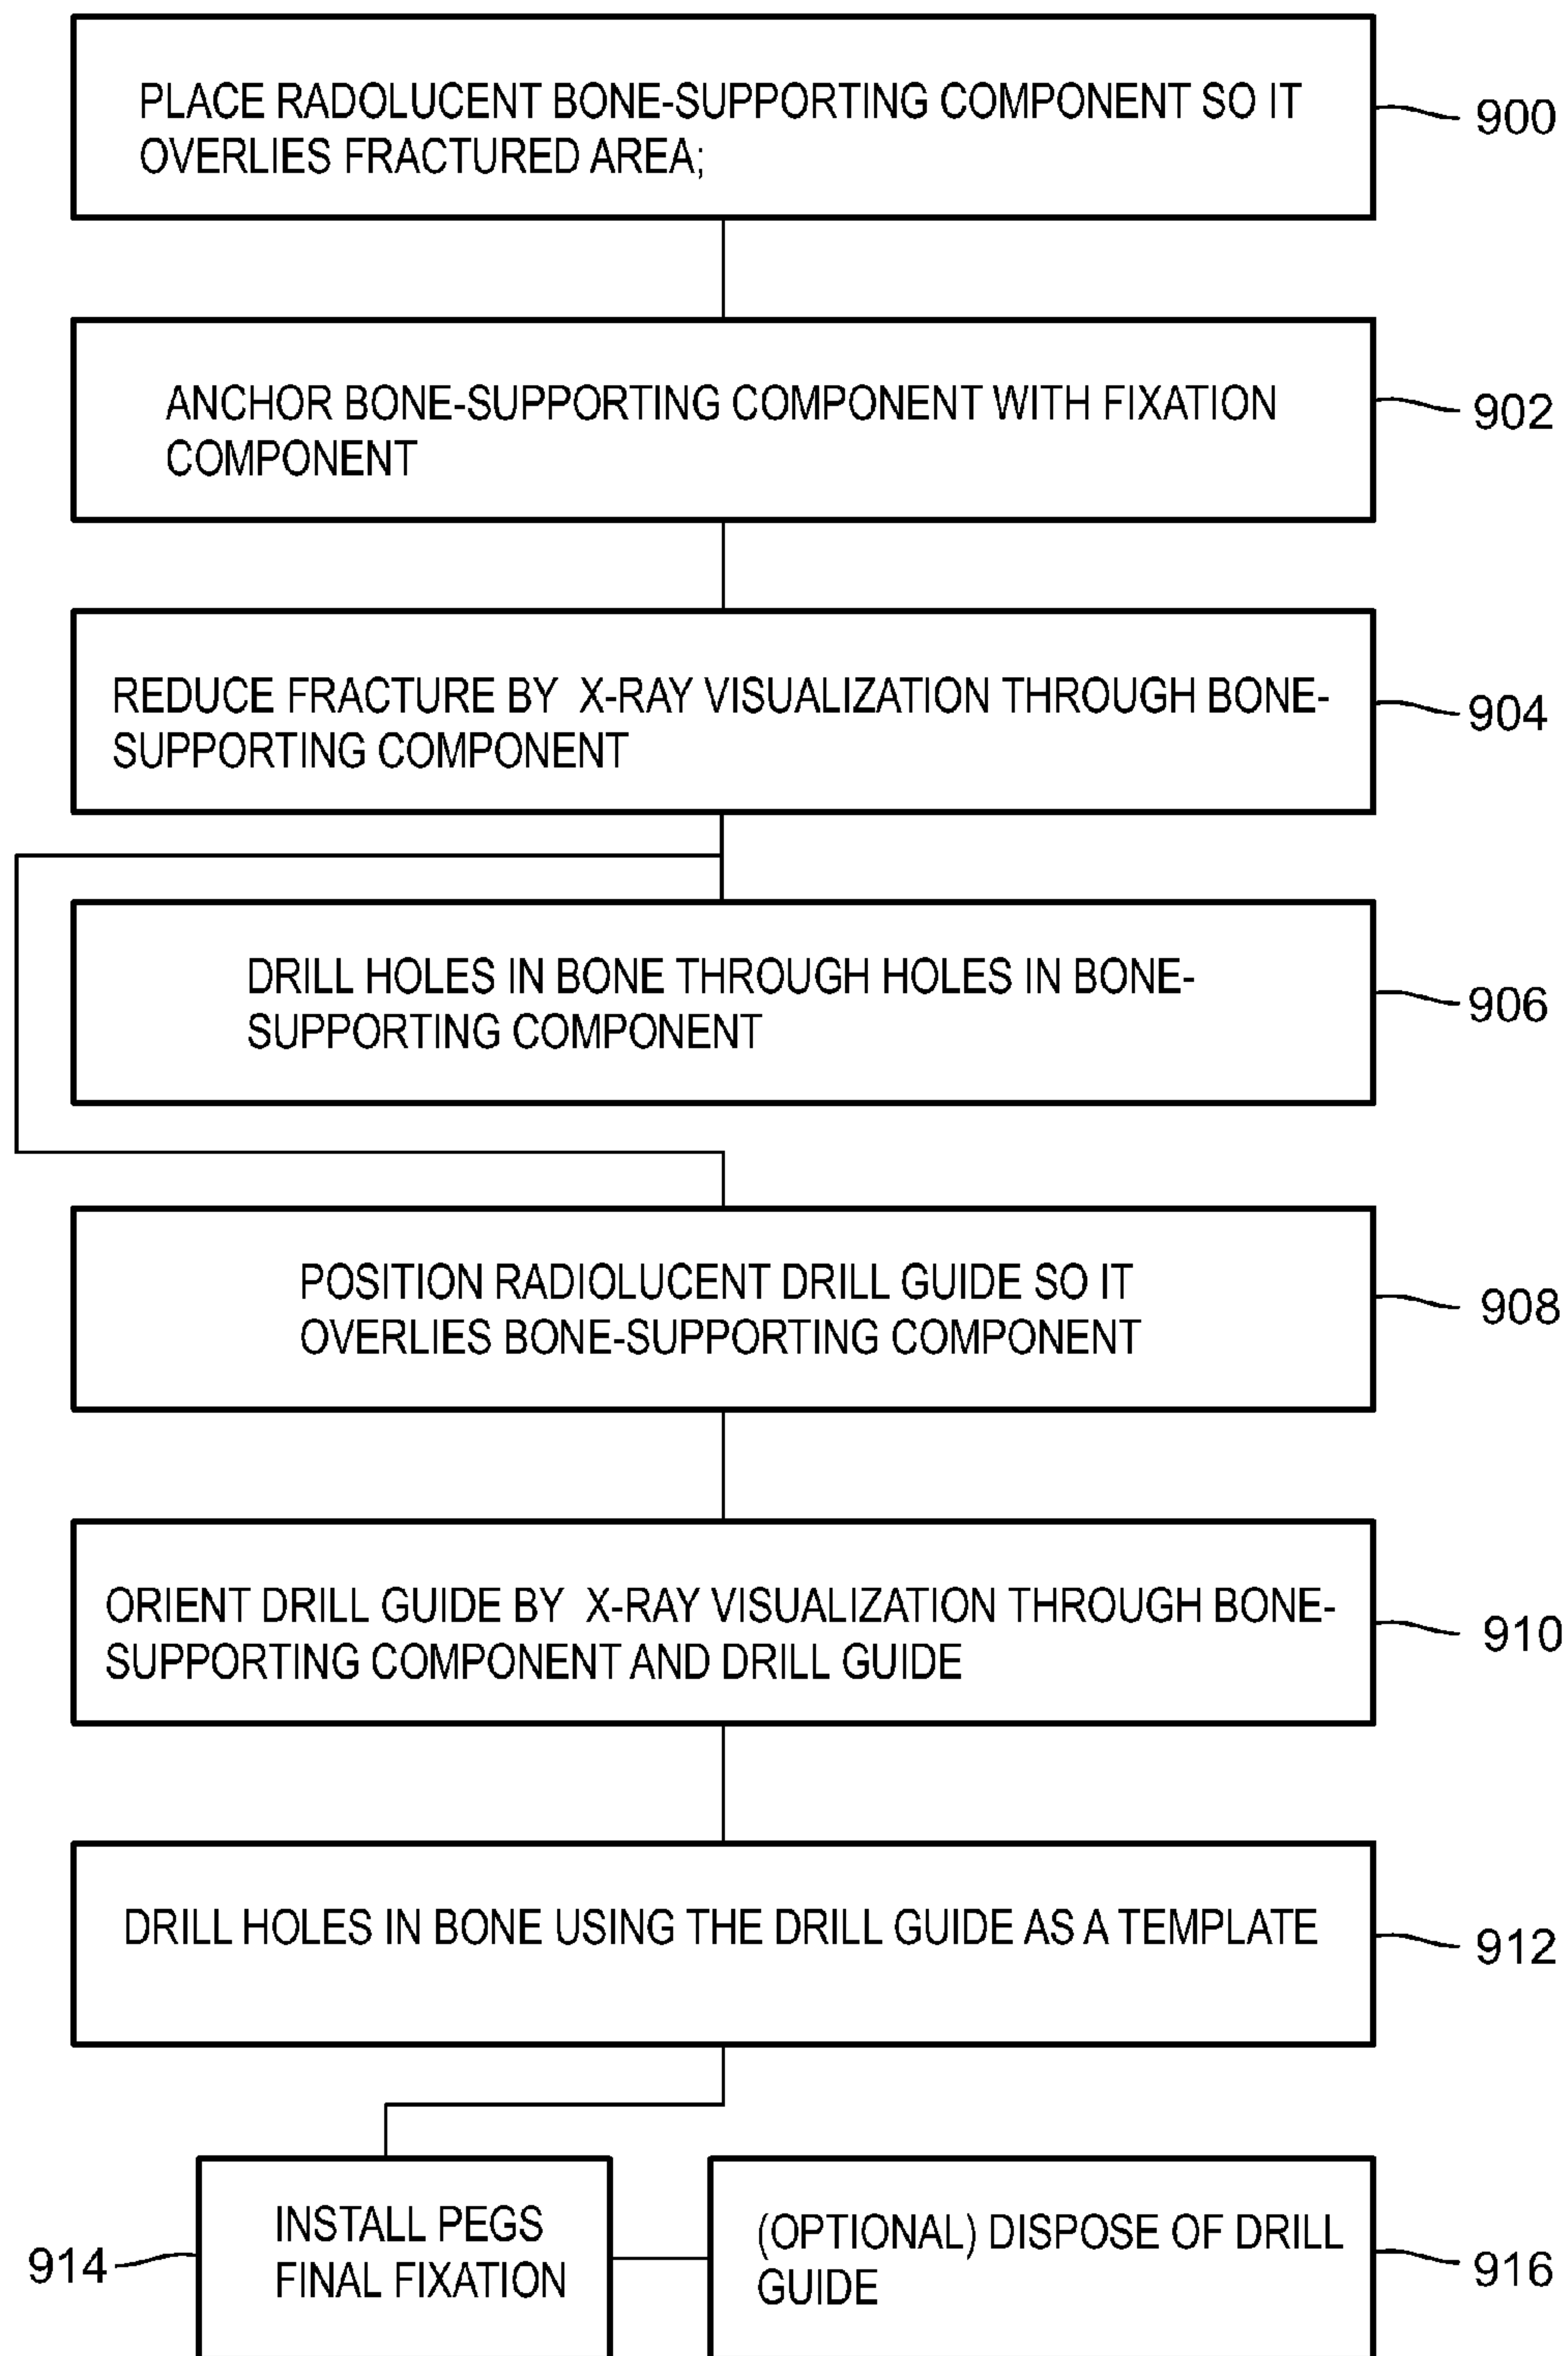 PLACE RADOLUCENT BONE-SUPPORTING COMPONENT SO IT
OVERLIES FRACTURED AREA;
900
ANCHOR BONE-SUPPORTING COMPONENT WITH FIXATION
COMPONENT
902
REDUCE FRACTURE BY X-RAY VISUALIZATION THROUGH BONE-
SUPPORTING COMPONENT
904
DRILL HOLES IN BONE THROUGH HOLES IN BONE-
SUPPORTING COMPONENT
906
POSITION RADIOLUCENT DRILL GUIDE SO IT
OVERLIES BONE-SUPPORTING COMPONENT
908
ORIENT DRILL GUIDE BY X-RAY VISUALIZATION THROUGH BONE-
SUPPORTING COMPONENT AND DRILL GUIDE
910
DRILL HOLES IN BONE USING THE DRILL GUIDE AS A TEMPLATE
912
914
INSTALL PEGS
FINAL FIXATION
(OPTIONAL) DISPOSE OF DRILL
GUIDE
916